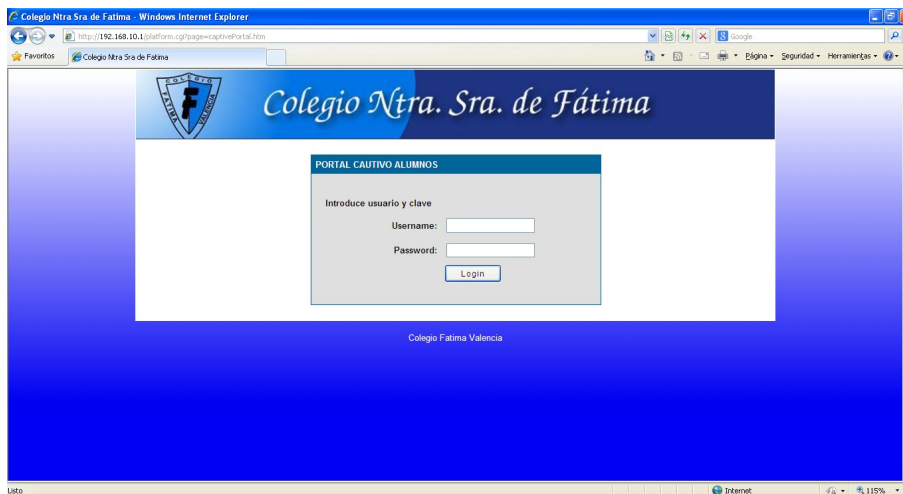 Colegio Ntra Sra de Fatima - Windows Internet Explorer
http://192.168.10.1/platform.cgi?page=captivePortal.htm
Google
Favoritos
Colegio Ntra Sra de Fatima
Página
Seguridad
Herramientas
COLEGIO
FATIMA
VALENCIA
F
Colegio Ntra. Sra. de Fátima
PORTAL CAUTIVO ALUMNOS
Introduce usuario y clave
Username:
Password:
Login
Colegio Fatima Valencia
Listo
Internet
115%